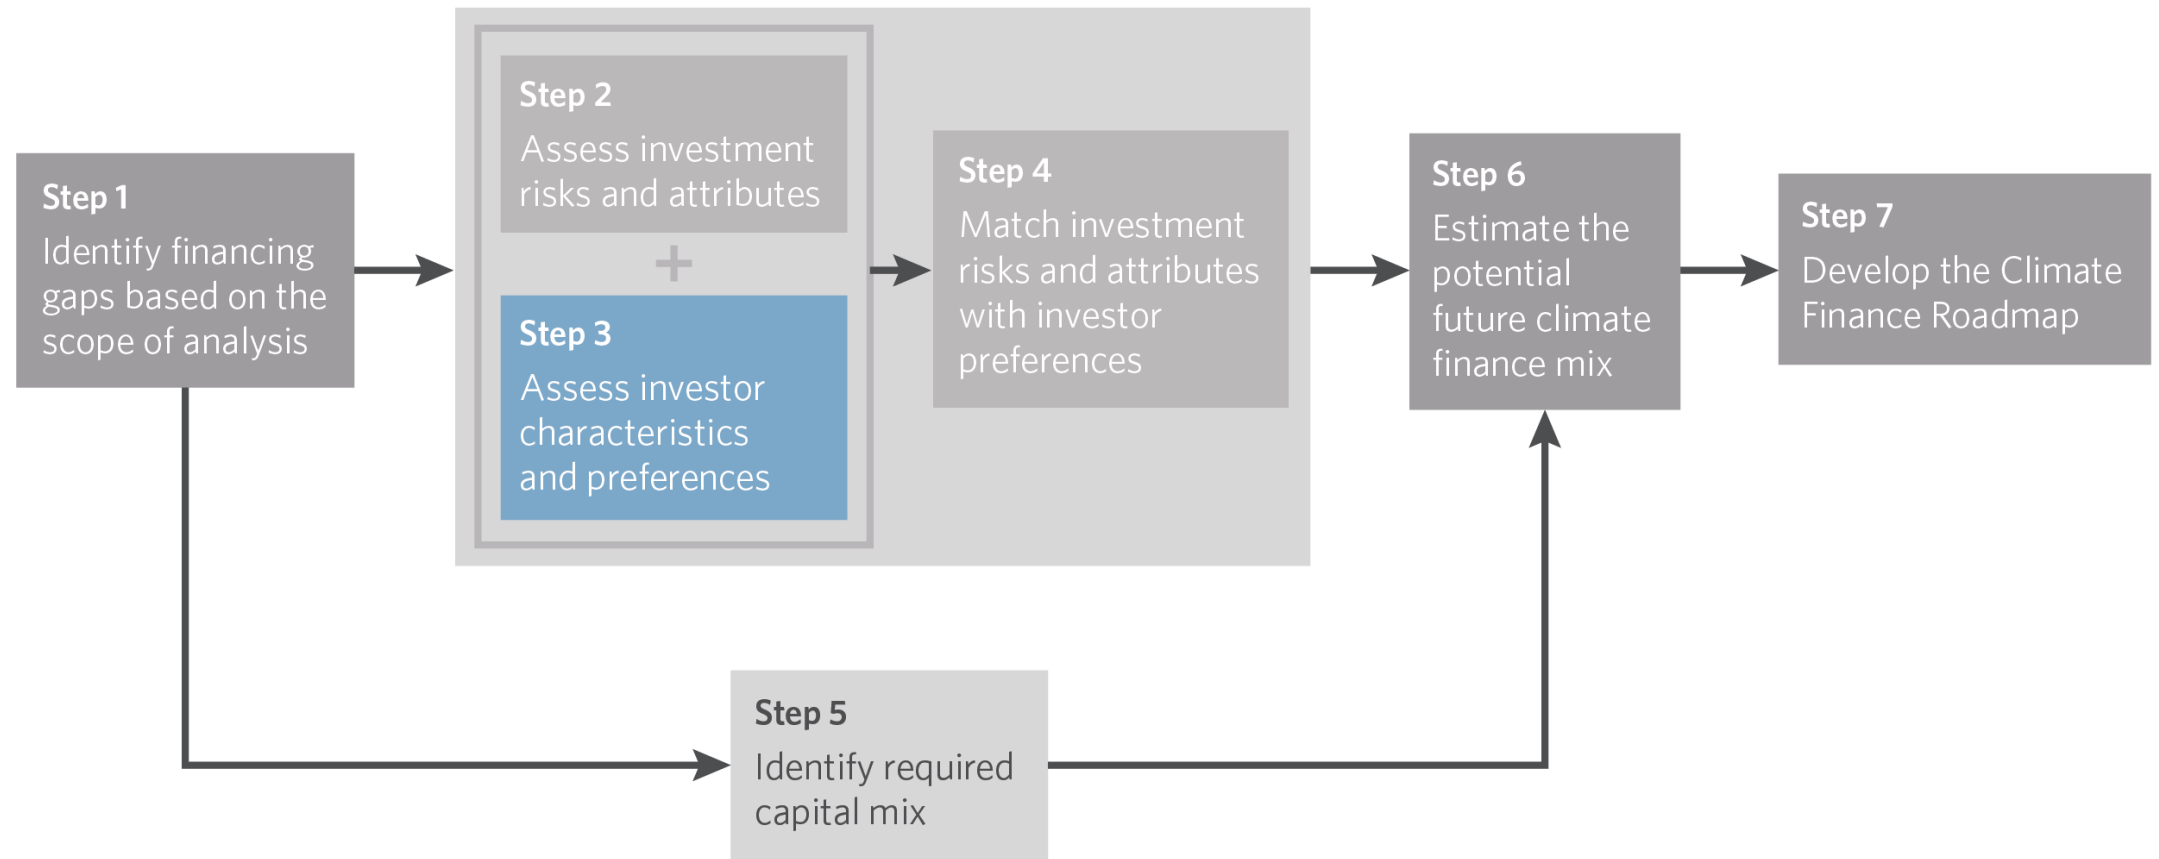 Step 1
Identify financing
gaps based on the
scope of analysis
Step 2
Assess investment
risks and attributes
+
Step 3
Assess investor
characteristics
and preferences
Step 4
Match investment
risks and attributes
with investor
preferences
Step 5
Identify required
capital mix
Step 6
Estimate the
potential
future climate
finance mix
Step 7
Develop the Climate
Finance Roadmap